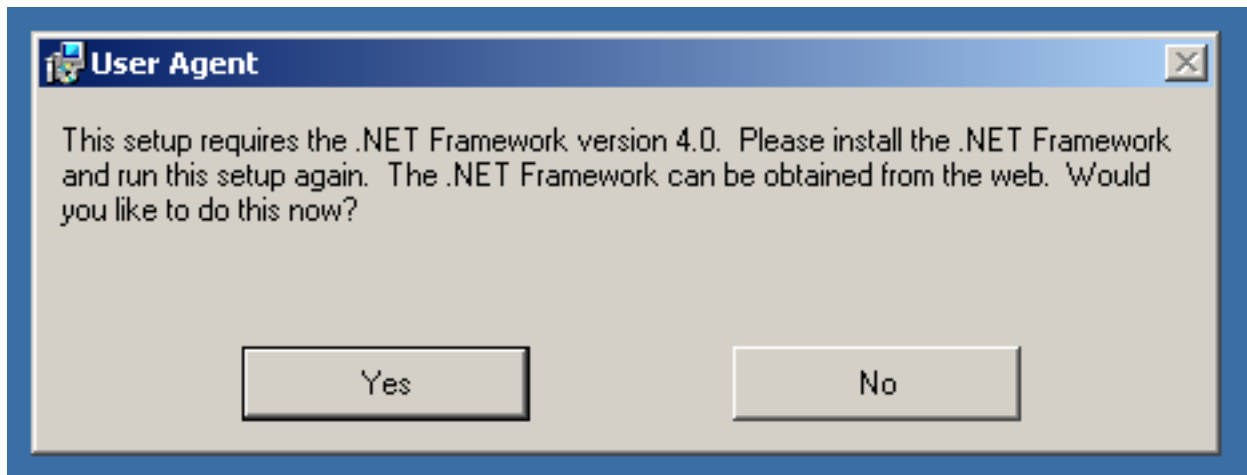 User Agent
This setup requires the .NET Framework version 4.0.  Please install the .NET Framework
and run this setup again.  The .NET Framework can be obtained from the web.  Would
you like to do this now?
Yes
No